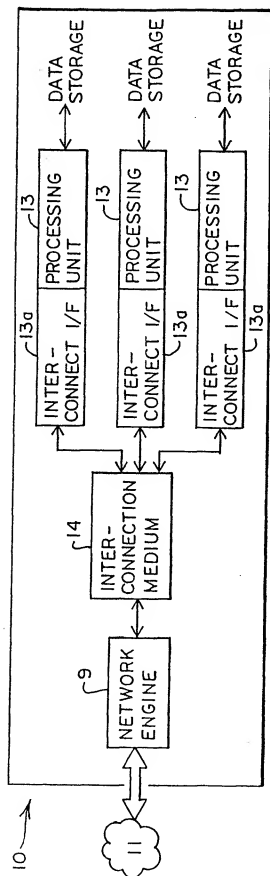 10
11
9
NETWORK
ENGINE
14
INTER-
CONNECTION
MEDIUM
13a
13
INTER-
CONNECT I/F
PROCESSING
UNIT
DATA
STORAGE
13
INTER-
CONNECT I/F
13a
PROCESSING
UNIT
DATA
STORAGE
13
INTER-
CONNECT I/F
13a
PROCESSING
UNIT
DATA
STORAGE